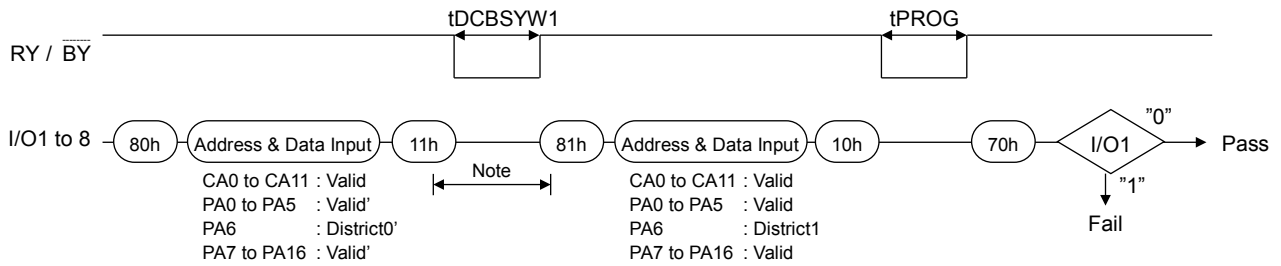 tDCBSYW1
tPROG
RY / BY
I/O1 to 8
80h
Address & Data Input
11h
81h
Address & Data Input
10h
70h
I/O1
"0"
Pass
"1"
Fail
Note
CA0 to CA11 : Valid
PA0 to PA5 : Valid'
PA6 : District0'
PA7 to PA16 : Valid'
CA0 to CA11 : Valid
PA0 to PA5 : Valid
PA6 : District1
PA7 to PA16 : Valid